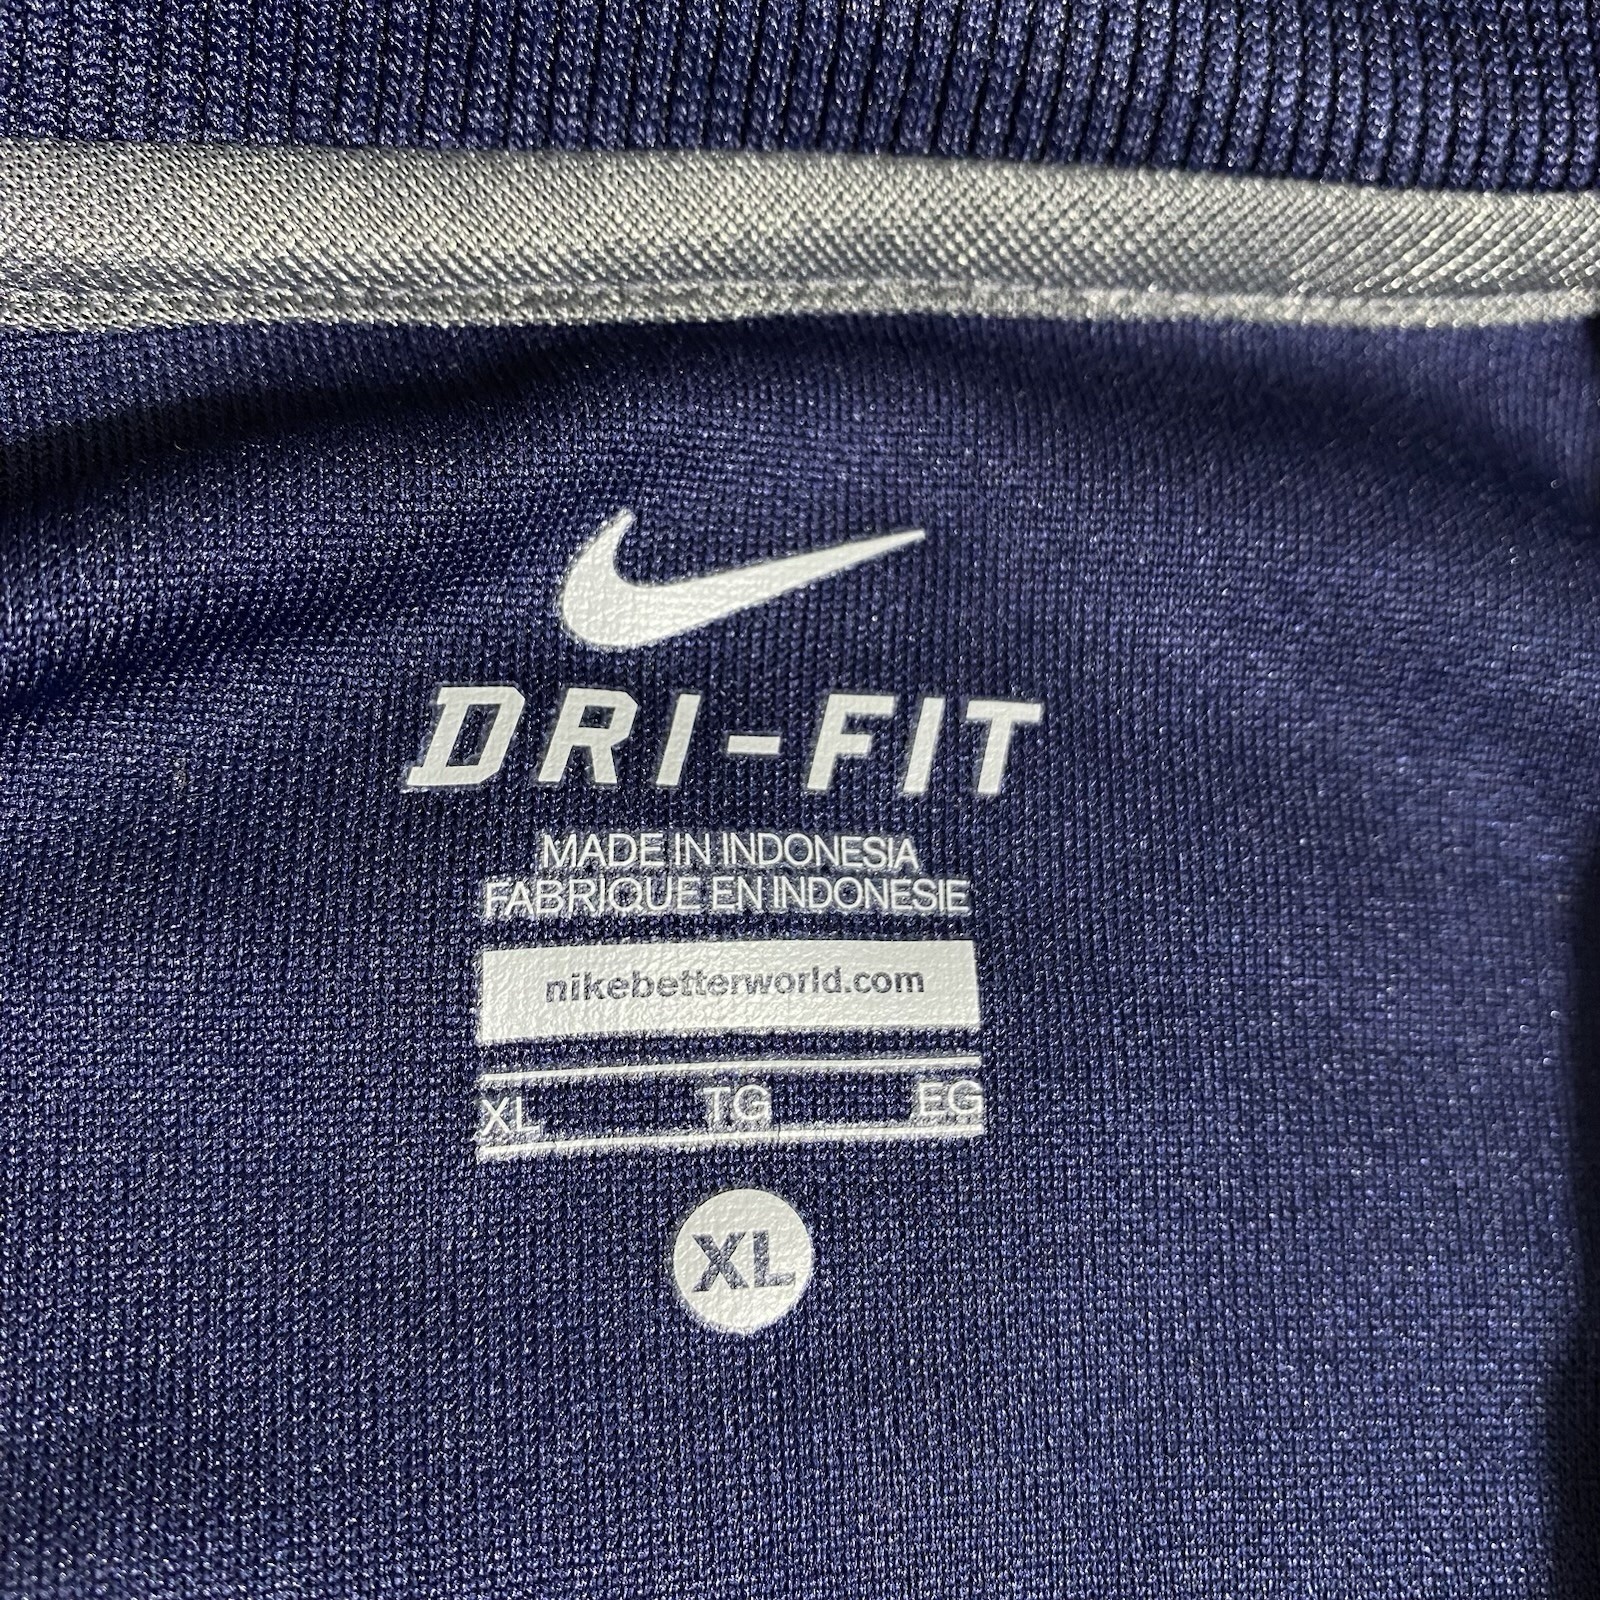 DRI-FIT
MADE IN INDONESIA
FABRIQUE EN INDONESIE
nikebetterworld.com
XL TG EG
XL